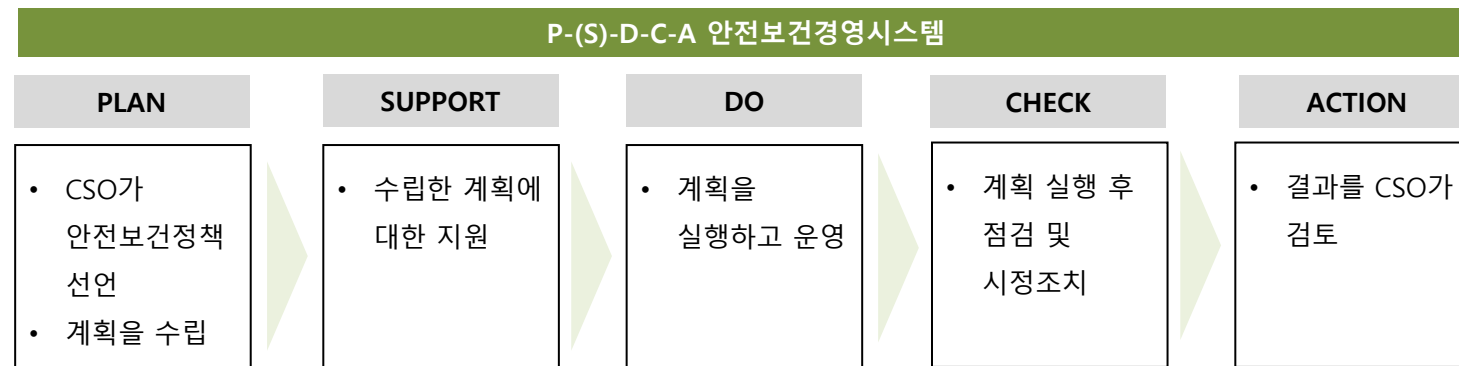 P-(S)-D-C-A 안전보건경영시스템
PLAN
• CSO가
안전보건정책
선언
• 계획을 수립
SUPPORT
• 수립한 계획에
대한 지원
DO
• 계획을
실행하고 운영
CHECK
• 계획 실행 후
점검 및
시정조치
ACTION
• 결과를 CSO가
검토